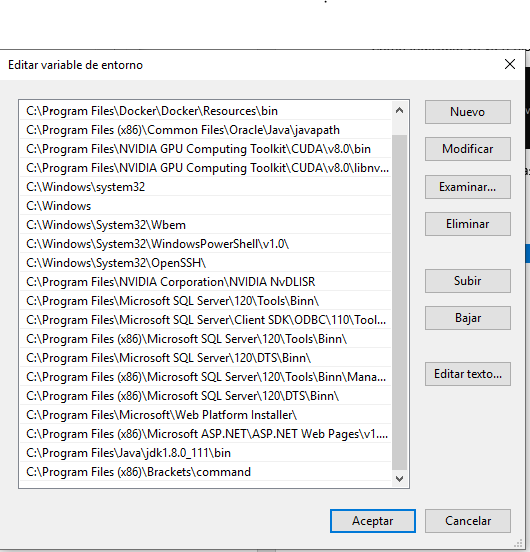 Editar variable de entorno
C:\Program Files\Docker\Docker\Resources\bin
C:\Program Files (x86)\Common Files\Oracle\Java\javapath
C:\Program Files\NVIDIA GPU Computing Toolkit\CUDA\v8.0\bin
C:\Program Files\NVIDIA GPU Computing Toolkit\CUDA\v8.0\libnv...
C:\Windows\system32
C:\Windows
C:\Windows\System32\Wbem
C:\Windows\System32\WindowsPowerShell\v1.0\
C:\Windows\System32\OpenSSH\
C:\Program Files\NVIDIA Corporation\NVIDIA NvDLISR
C:\Program Files\Microsoft SQL Server\120\Tools\Binn\
C:\Program Files\Microsoft SQL Server\Client SDK\ODBC\110\Tool...
C:\Program Files (x86)\Microsoft SQL Server\120\Tools\Binn\
C:\Program Files\Microsoft SQL Server\120\DTS\Binn\
C:\Program Files (x86)\Microsoft SQL Server\120\Tools\Binn\Mana...
C:\Program Files (x86)\Microsoft SQL Server\120\DTS\Binn\
C:\Program Files\Microsoft\Web Platform Installer\
C:\Program Files (x86)\Microsoft ASP.NET\ASP.NET Web Pages\v1....
C:\Program Files\Java\jdk1.8.0_111\bin
C:\Program Files (x86)\Brackets\command
Nuevo
Modificar
Examinar...
Eliminar
Subir
Bajar
Editar texto...
Aceptar
Cancelar